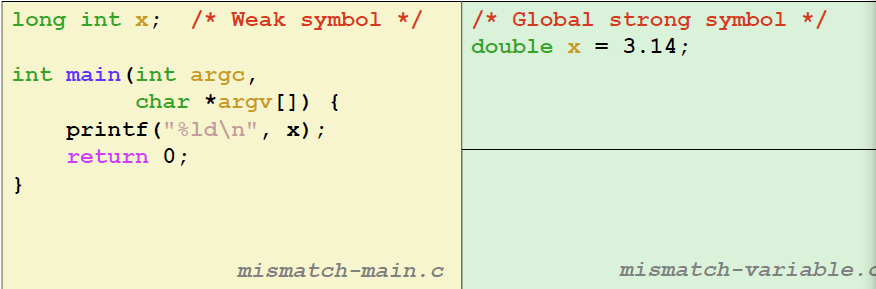 long int x;  /* Weak symbol */
int main(int argc,
         char *argv[]) {
    printf("%ld\n", x);
    return 0;
}
mismatch-main.c
/* Global strong symbol */
double x = 3.14;
mismatch-variable.c